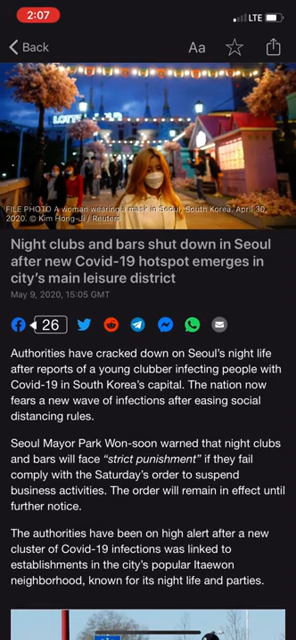 2:07
LTE
Back
Aa
FILE PHOTO A woman wearing a mask in Seoul, South Korea. April 30,
2020. © Kim Hong-Ji / Reuters
Night clubs and bars shut down in Seoul
after new Covid-19 hotspot emerges in
city's main leisure district
May 9, 2020, 15:05 GMT
26
Authorities have cracked down on Seoul's night life
after reports of a young clubber infecting people with
Covid-19 in South Korea's capital. The nation now
fears a new wave of infections after easing social
distancing rules.
Seoul Mayor Park Won-soon warned that night clubs
and bars will face "strict punishment" if they fail
comply with the Saturday's order to suspend
business activities. The order will remain in effect until
further notice.
The authorities have been on high alert after a new
cluster of Covid-19 infections was linked to
establishments in the city's popular Itaewon
neighborhood, known for its night life and parties.